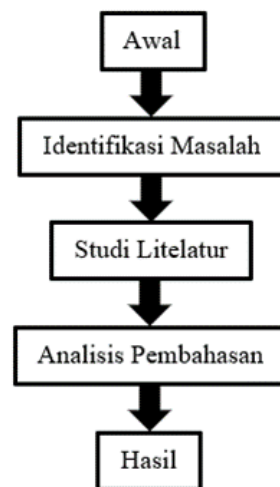 Awal
Identifikasi Masalah
Studi Litelatur
Analisis Pembahasan
Hasil